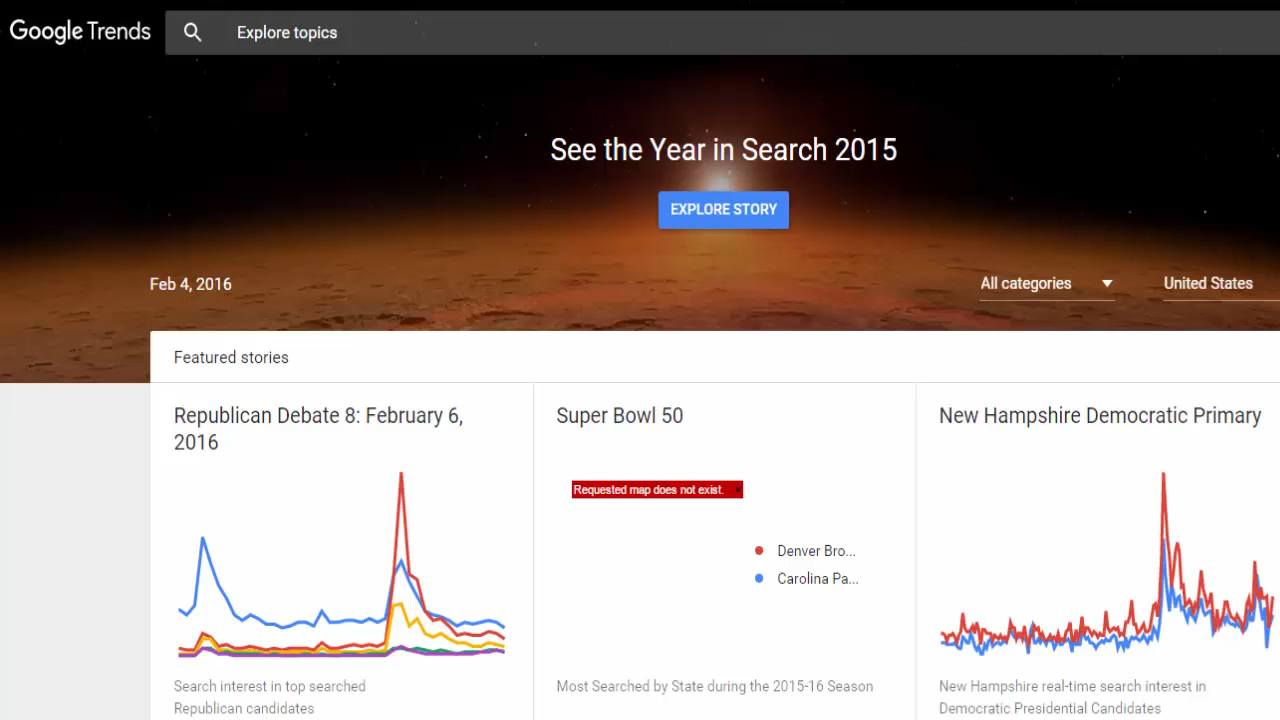 Google Trends
Explore topics
See the Year in Search 2015
EXPLORE STORY
Feb 4, 2016
All categories
United States
Featured stories
Republican Debate 8: February 6,
2016
Super Bowl 50
New Hampshire Democratic Primary
Requested map does not exist.
Denver Bro...
Carolina Pa...
Search interest in top searched
Republican candidates
Most Searched by State during the 2015-16 Season
New Hampshire real-time search interest in
Democratic Presidential Candidates